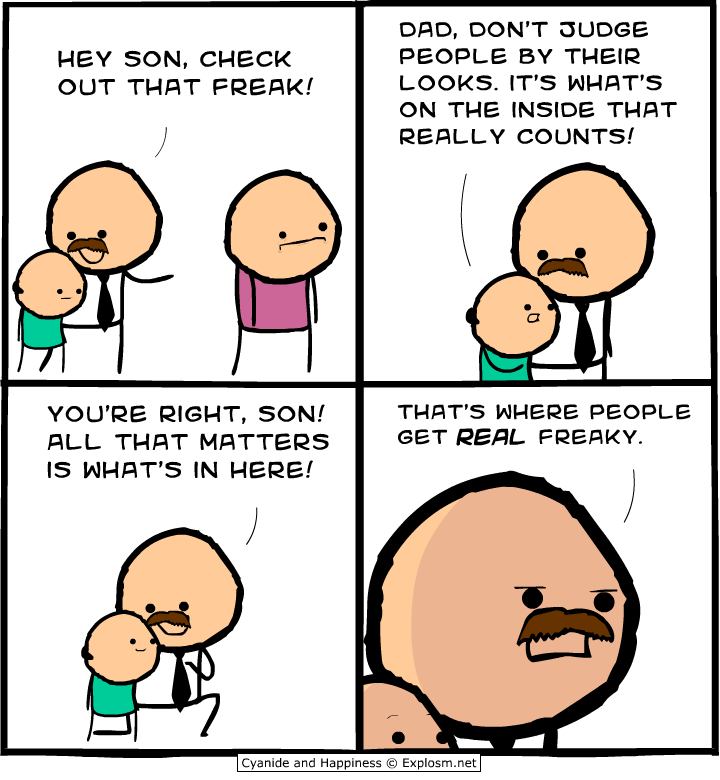 HEY SON, CHECK
OUT THAT FREAK!
DAD, DON'T JUDGE
PEOPLE BY THEIR
LOOKS. IT'S WHAT'S
ON THE INSIDE THAT
REALLY COUNTS!
YOU'RE RIGHT, SON!
ALL THAT MATTERS
IS WHAT'S IN HERE!
THAT'S WHERE PEOPLE
GET REAL FREAKY.
Cyanide and Happiness © Explosm.net